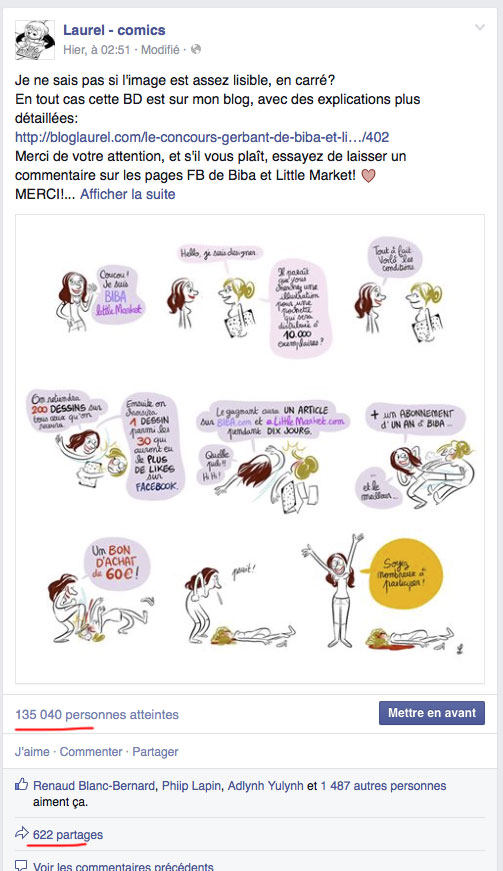 Laurel - comics
Hier, à 02:51 · Modifié ·
Je ne sais pas si l'image est assez lisible, en carré?
En tout cas cette BD est sur mon blog, avec des explications plus
détaillées:
http://bloglaurel.com/le-concours-gerbant-de-biba-et-li…/402
Merci de votre attention, et s'il vous plaît, essayez de laisser un
commentaire sur les pages FB de Biba et Little Market!
MERCI!... Afficher la suite
Coucou!
Je suis
BIBA
little Market
Hello, je suis designer
Il paraît
que vous
cherchez une
illustration
pour une
pochette
qui sera
distribuée à
10.000
exemplaires?
Tout à fait
Voilà les
conditions
On retiendra
200 DESSINS sur
tous ceux qu'on
recevra
Ensuite on
choisira
1 DESSIN
parmi les
30 qui
auront eu
le PLUS
DE LIKES
sur
FACEBOOK.
Le gagnant aura UN ARTICLE
sur BIBA.com et aLittleMarket.com
pendant DIX JOURS.
Quelle
pub!!
Hi Hi!
+ un ABONNEMENT
D'UN AN à BIBA...
...et le
meilleur...
Un BON
D'ACHAT
de 60€!
prout!
Soyez
nombreux à
participer!
135 040 personnes atteintes
Mettre en avant
J'aime · Commenter · Partager
Renaud Blanc-Bernard, Phiip Lapin, Adlynh Yulynh et 1 487 autres personnes
aiment ça.
622 partages
Voir les commentaires précédents